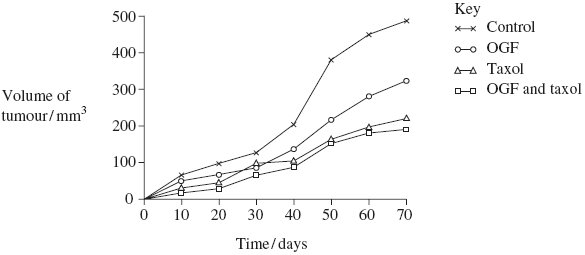 500
400
300
200
100
0
Volume of
tumour/mm³
0 10 20 30 40 50 60 70
Time/days
Key
Control
OGF
Taxol
OGF and taxol